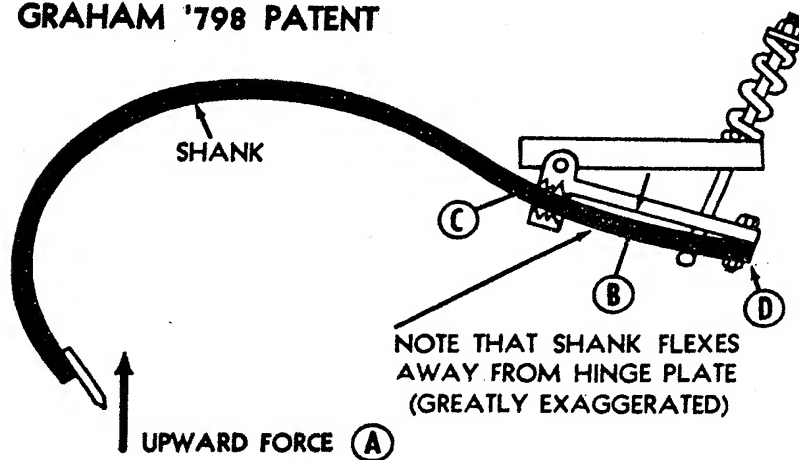 GRAHAM '798 PATENT
SHANK
C
B
D
NOTE THAT SHANK FLEXES
AWAY FROM HINGE PLATE
(GREATLY EXAGGERATED)
UPWARD FORCE A